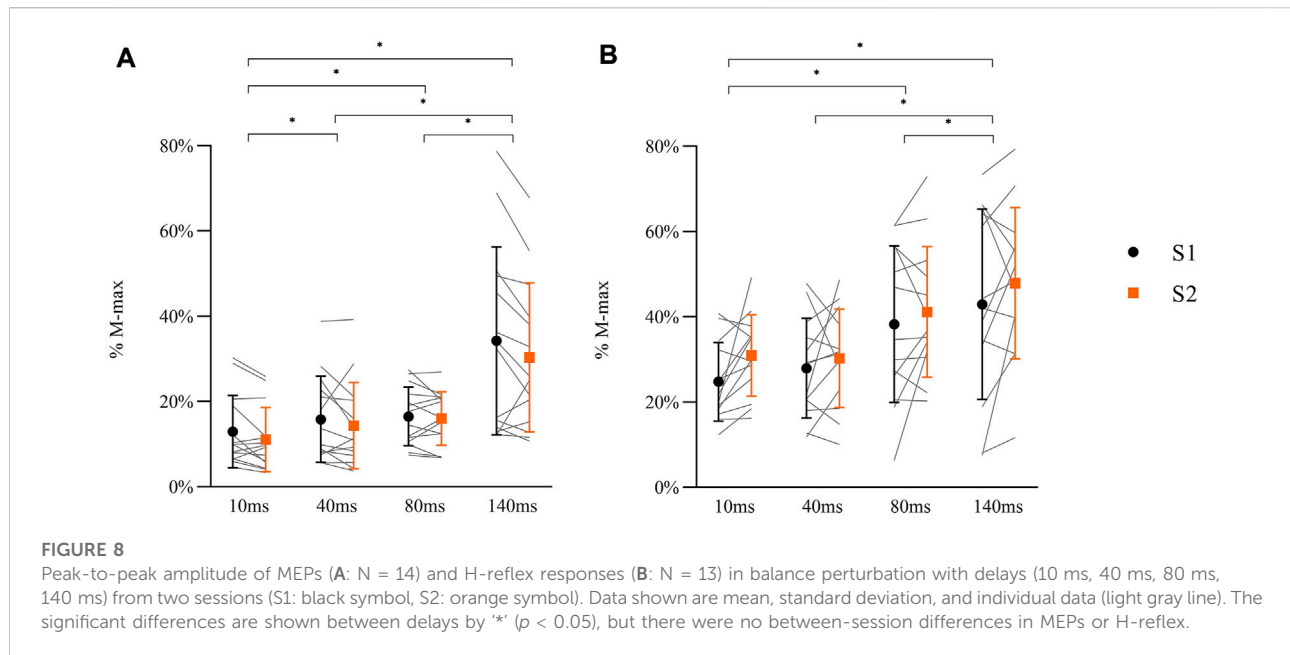 A
B
*
*
*
*
*
*
*
*
*
80%
60%
40%
20%
0%
% M-max
10ms 40ms 80ms 140ms
80%
60%
40%
20%
0%
% M-max
10ms 40ms 80ms 140ms
S1
S2
FIGURE 8
Peak-to-peak amplitude of MEPs (A: N = 14) and H-reflex responses (B: N = 13) in balance perturbation with delays (10 ms, 40 ms, 80 ms,
140 ms) from two sessions (S1: black symbol, S2: orange symbol). Data shown are mean, standard deviation, and individual data (light gray line). The
significant differences are shown between delays by ‘*’ (p < 0.05), but there were no between-session differences in MEPs or H-reflex.